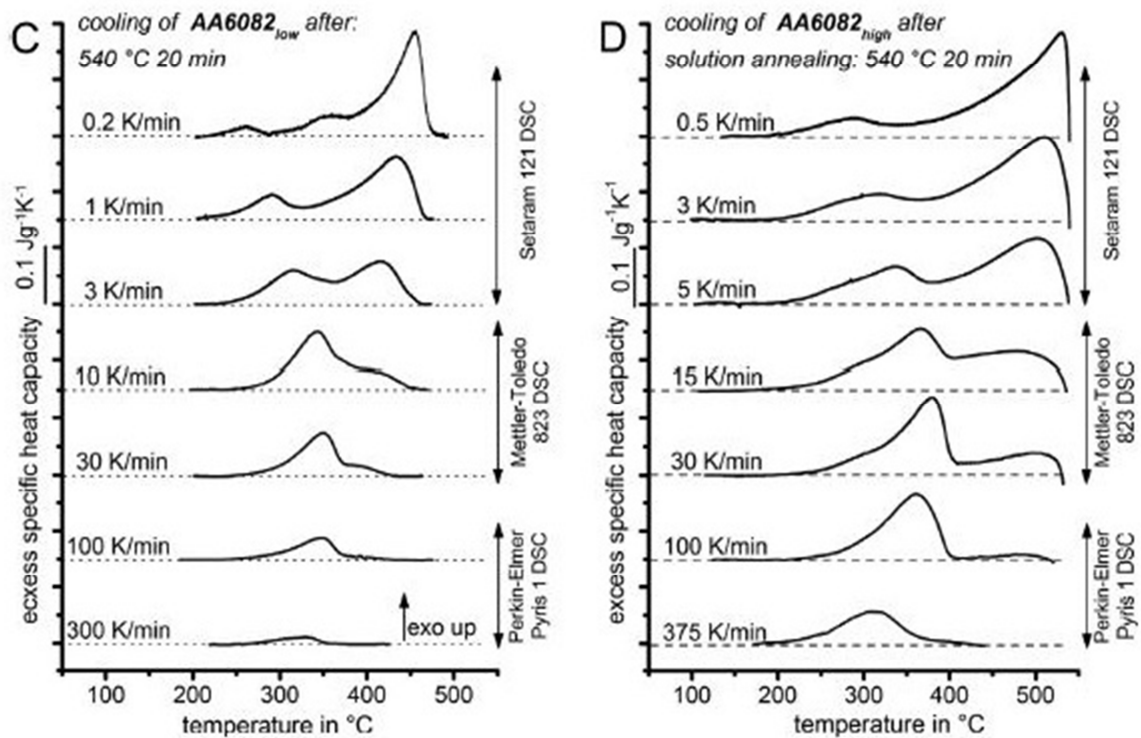 C
cooling of AA6082low after:
540 °C 20 min
0.2 K/min
1 K/min
3 K/min
10 K/min
30 K/min
100 K/min
300 K/min
exo up
0.1 Jg⁻¹K⁻¹
ecxess specific heat capacity
Setaram 121 DSC
Mettler-Toledo
823 DSC
Perkin-Elmer
Pyris 1 DSC
100 200 300 400 500
temperature in °C
D
cooling of AA6082high after
solution annealing: 540 °C 20 min
0.5 K/min
3 K/min
5 K/min
15 K/min
30 K/min
100 K/min
375 K/min
0.1 Jg⁻¹K⁻¹
excess specific heat capacity
Setaram 121 DSC
Mettler-Toledo
823 DSC
Perkin-Elmer
Pyris 1 DSC
100 200 300 400 500
temperature in °C